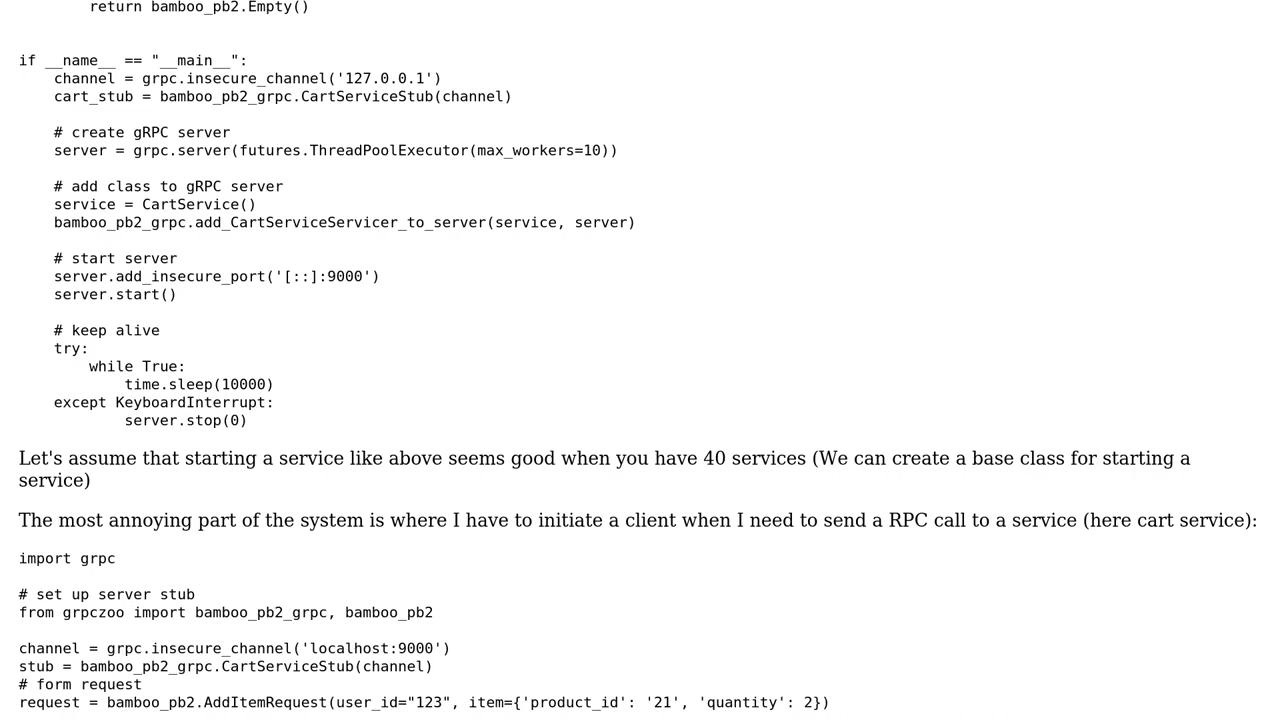 return bamboo_pb2.Empty()
if __name__ == "__main__":
    channel = grpc.insecure_channel('127.0.0.1')
    cart_stub = bamboo_pb2_grpc.CartServiceStub(channel)
    # create gRPC server
    server = grpc.server(futures.ThreadPoolExecutor(max_workers=10))
    # add class to gRPC server
    service = CartService()
    bamboo_pb2_grpc.add_CartServiceServicer_to_server(service, server)
    # start server
    server.add_insecure_port('[::]:9000')
    server.start()
    # keep alive
    try:
        while True:
            time.sleep(10000)
    except KeyboardInterrupt:
            server.stop(0)
Let's assume that starting a service like above seems good when you have 40 services (We can create a base class for starting a
service)
The most annoying part of the system is where I have to initiate a client when I need to send a RPC call to a service (here cart service):
import grpc
# set up server stub
from grpczoo import bamboo_pb2_grpc, bamboo_pb2
channel = grpc.insecure_channel('localhost:9000')
stub = bamboo_pb2_grpc.CartServiceStub(channel)
# form request
request = bamboo_pb2.AddItemRequest(user_id="123", item={'product_id': '21', 'quantity': 2})